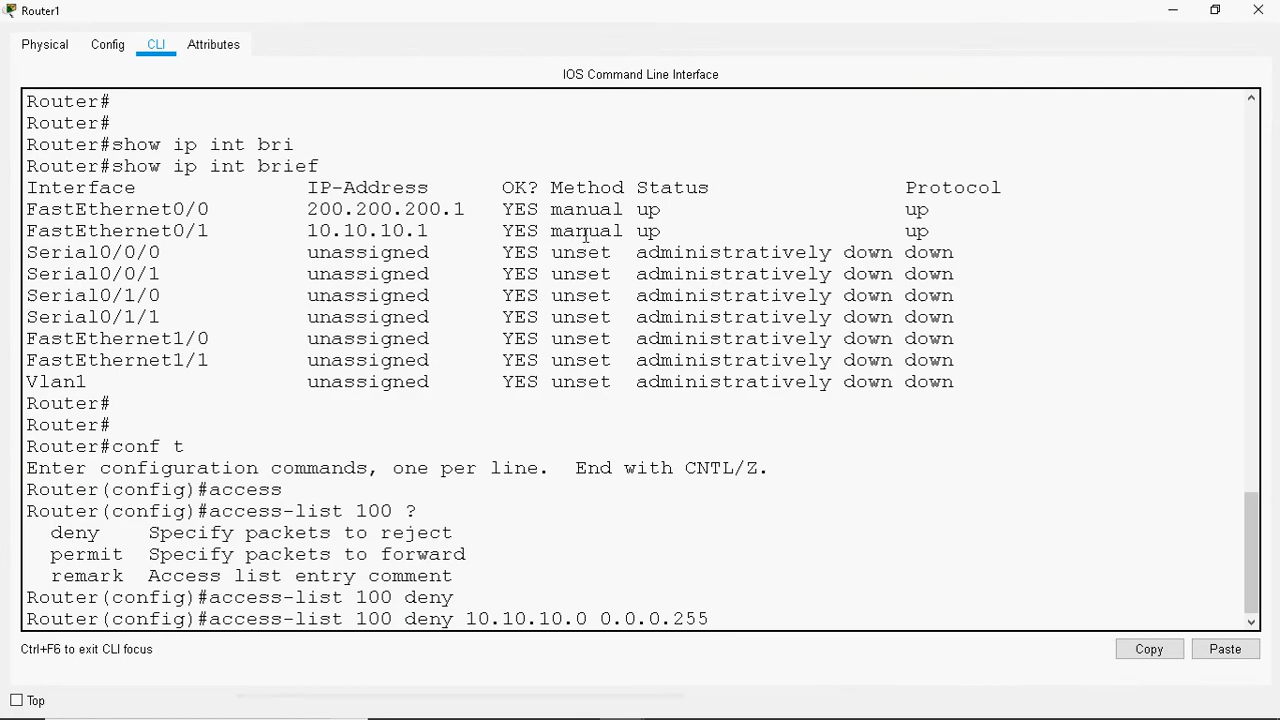 Router1
Physical Config CLI Attributes
IOS Command Line Interface
Router#
Router#
Router#show ip int bri
Router#show ip int brief
Interface IP-Address OK? Method Status Protocol
FastEthernet0/0 200.200.200.1 YES manual up up
FastEthernet0/1 10.10.10.1 YES manual up up
Serial0/0/0 unassigned YES unset administratively down down
Serial0/0/1 unassigned YES unset administratively down down
Serial0/1/0 unassigned YES unset administratively down down
Serial0/1/1 unassigned YES unset administratively down down
FastEthernet1/0 unassigned YES unset administratively down down
FastEthernet1/1 unassigned YES unset administratively down down
Vlan1 unassigned YES unset administratively down down
Router#
Router#
Router#conf t
Enter configuration commands, one per line. End with CNTL/Z.
Router(config)#access
Router(config)#access-list 100 ?
deny Specify packets to reject
permit Specify packets to forward
remark Access list entry comment
Router(config)#access-list 100 deny
Router(config)#access-list 100 deny 10.10.10.0 0.0.0.255
Ctrl+F6 to exit CLI focus
Copy Paste
Top